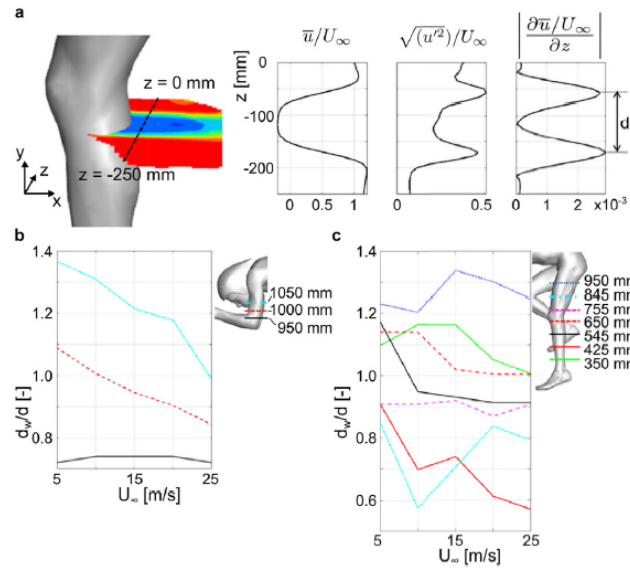 a
z = 0 mm
z = -250 mm
y
z
x
u̅/U∞
√(u'²)/U∞
|∂u̅/U∞ / ∂z|
z [mm]
0
-100
-200
0 1
0 0.5
0 1 2 3
x10⁻³
d
b
1.4
1.2
1.0
0.8
d_w/d [-]
5 10 15 20 25
U∞ [m/s]
1050 mm
1000 mm
950 mm
c
1.4
1.2
1.0
0.8
0.6
d_w/d [-]
5 10 15 20 25
U∞ [m/s]
950 mm
845 mm
755 mm
650 mm
545 mm
425 mm
350 mm